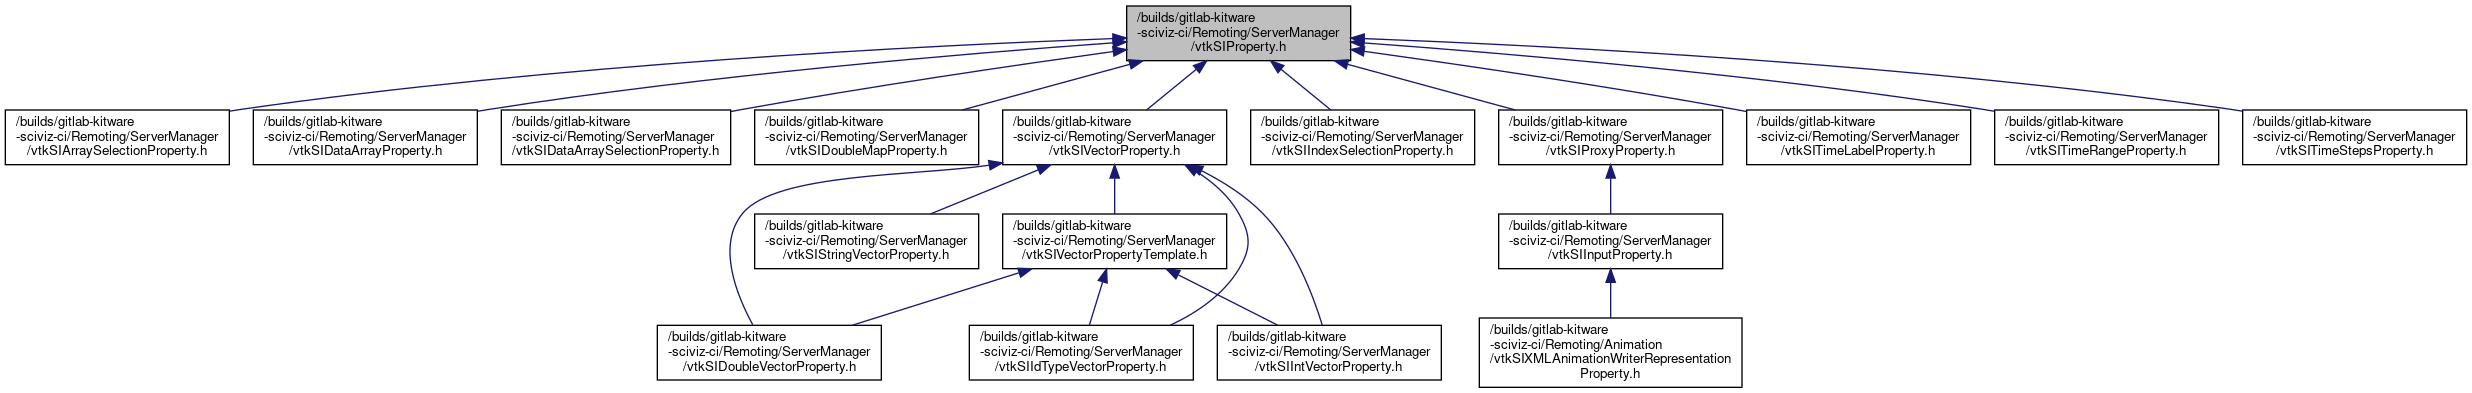 /builds/gitlab-kitware
-sciviz-ci/Remoting/ServerManager
/vtkSIProperty.h
/builds/gitlab-kitware
-sciviz-ci/Remoting/ServerManager
/vtkSIArraySelectionProperty.h
/builds/gitlab-kitware
-sciviz-ci/Remoting/ServerManager
/vtkSIDataArrayProperty.h
/builds/gitlab-kitware
-sciviz-ci/Remoting/ServerManager
/vtkSIDataArraySelectionProperty.h
/builds/gitlab-kitware
-sciviz-ci/Remoting/ServerManager
/vtkSIDoubleMapProperty.h
/builds/gitlab-kitware
-sciviz-ci/Remoting/ServerManager
/vtkSIVectorProperty.h
/builds/gitlab-kitware
-sciviz-ci/Remoting/ServerManager
/vtkSIIndexSelectionProperty.h
/builds/gitlab-kitware
-sciviz-ci/Remoting/ServerManager
/vtkSIProxyProperty.h
/builds/gitlab-kitware
-sciviz-ci/Remoting/ServerManager
/vtkSITimeLabelProperty.h
/builds/gitlab-kitware
-sciviz-ci/Remoting/ServerManager
/vtkSITimeRangeProperty.h
/builds/gitlab-kitware
-sciviz-ci/Remoting/ServerManager
/vtkSITimeStepsProperty.h
/builds/gitlab-kitware
-sciviz-ci/Remoting/ServerManager
/vtkSIStringVectorProperty.h
/builds/gitlab-kitware
-sciviz-ci/Remoting/ServerManager
/vtkSIVectorPropertyTemplate.h
/builds/gitlab-kitware
-sciviz-ci/Remoting/ServerManager
/vtkSIInputProperty.h
/builds/gitlab-kitware
-sciviz-ci/Remoting/ServerManager
/vtkSIDoubleVectorProperty.h
/builds/gitlab-kitware
-sciviz-ci/Remoting/ServerManager
/vtkSIIdTypeVectorProperty.h
/builds/gitlab-kitware
-sciviz-ci/Remoting/ServerManager
/vtkSIIntVectorProperty.h
/builds/gitlab-kitware
-sciviz-ci/Remoting/Animation
/vtkSIXMLAnimationWriterRepresentation
Property.h